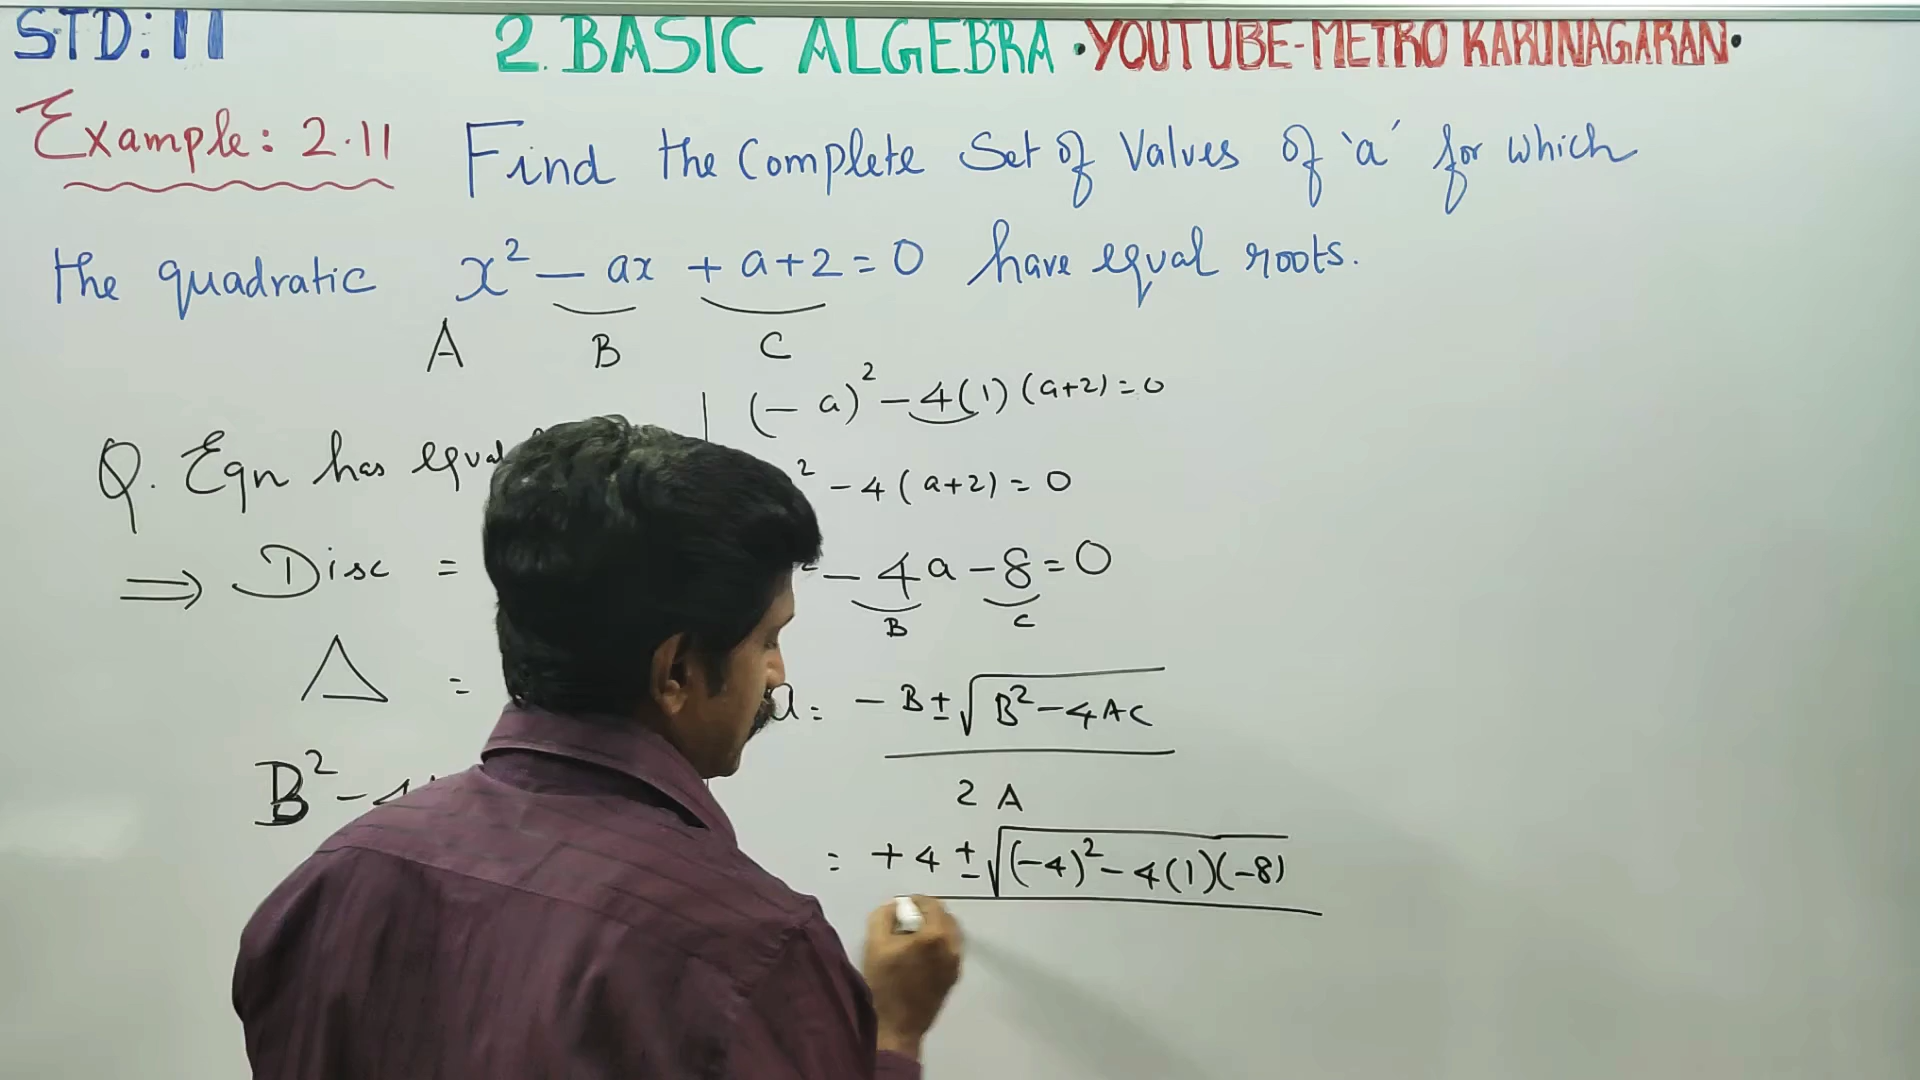 STD: 11 2. BASIC ALGEBRA • YOUTUBE-METRO KARUNAGARAN •
Example: 2.11 Find the Complete Set of Values of 'a' for which
the quadratic x² - ax + a+2 = 0 have equal roots.
A B C
Q. Eqn has equal
⇒ Disc =
Δ =
B² - 4
(- a)² - 4(1)(a+2) = 0
² - 4(a+2) = 0
² - 4a - 8 = 0
B C
a = - B ± √B² - 4AC
2A
= + 4 ± √(-4)² - 4(1)(-8)